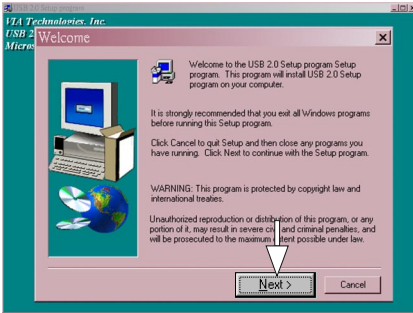 USB 2.0 Setup program
VIA Technologies, Inc.
USB 2
Micros
Welcome
Welcome to the USB 2.0 Setup program Setup
program. This program will install USB 2.0 Setup
program on your computer.
It is strongly recommended that you exit all Windows programs
before running this Setup program.
Click Cancel to quit Setup and then close any programs you
have running. Click Next to continue with the Setup program.
WARNING: This program is protected by copyright law and
international treaties.
Unauthorized reproduction or distribution of this program, or any
portion of it, may result in severe civil and criminal penalties, and
will be prosecuted to the maximum extent possible under law.
Next >
Cancel